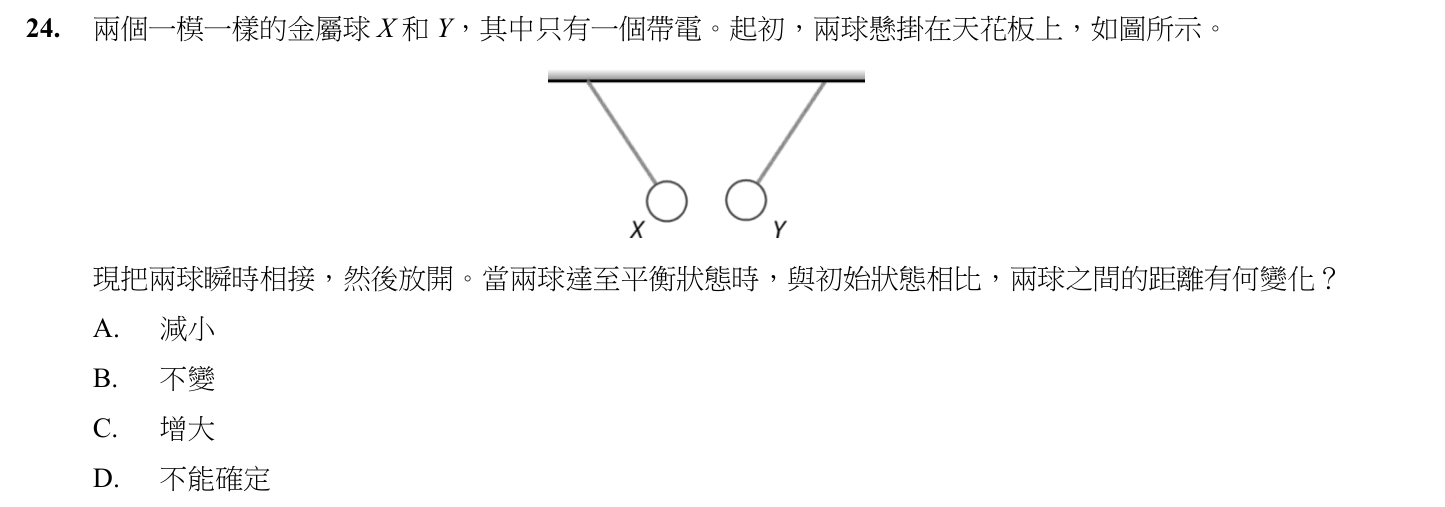 24. 兩個一模一樣的金屬球 X 和 Y，其中只有一個帶電。起初，兩球懸掛在天花板上，如圖所示。
X
Y
現把兩球瞬時相接，然後放開。當兩球達至平衡狀態時，與初始狀態相比，兩球之間的距離有何變化？
A. 減小
B. 不變
C. 增大
D. 不能確定